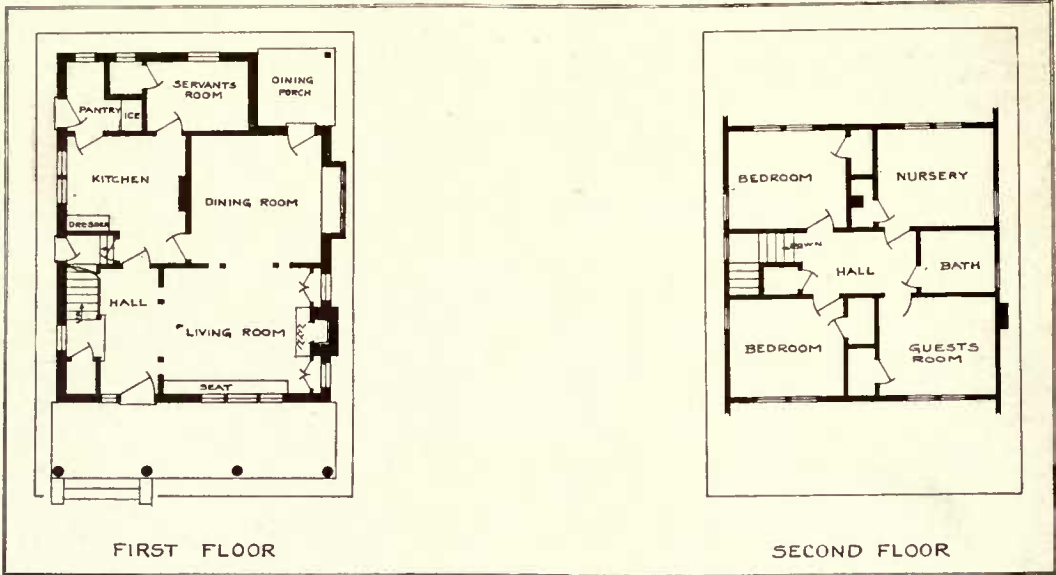 SERVANTS
ROOM
DINING
PORCH
PANTRY
ICE
KITCHEN
DINING ROOM
DRESSER
HALL
UP
LIVING ROOM
SEAT
FIRST FLOOR
BEDROOM
NURSERY
DOWN
HALL
BATH
BEDROOM
GUESTS
ROOM
SECOND FLOOR